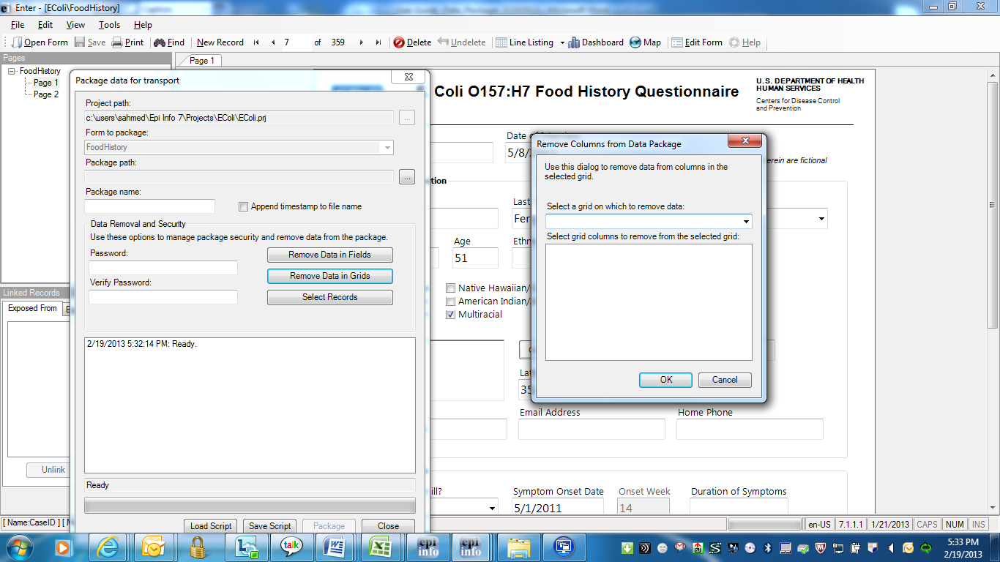 Enter - [EColi\FoodHistory]
File Edit View Tools Help
Open Form Save Print Find New Record 7 of 359 Delete Undelete Line Listing Dashboard Map Edit Form Help
Pages
FoodHistory
Page 1
Page 2
Page 1
Linked Records
Exposed From
Unlink
Package data for transport
Project path:
c:\users\sahmed\Epi Info 7\Projects\EColi\EColi.prj
...
Form to package:
FoodHistory
Package path:
...
Package name:
Append timestamp to file name
Data Removal and Security
Use these options to manage package security and remove data from the package.
Password:
Verify Password:
Remove Data in Fields
Remove Data in Grids
Select Records
2/19/2013 5:32:14 PM: Ready.
Ready
Load Script Save Script Package Close
Coli O157:H7 Food History Questionnaire
U.S. DEPARTMENT OF HEALTH
HUMAN SERVICES
Centers for Disease Control
and Prevention
Date of
5/8/
erein are fictional
tion
Last
Fer
Age
51
Ethn
Native Hawaiian/
American Indian/
Multiracial
Lat
35
Email Address
Home Phone
ill?
Symptom Onset Date
5/1/2011
Onset Week
14
Duration of Symptoms
Remove Columns from Data Package
Use this dialog to remove data from columns in the
selected grid.
Select a grid on which to remove data:
Select grid columns to remove from the selected grid:
OK Cancel
[ Name:CaseID ] [ M
en-US 7.1.1.1 1/21/2013 CAPS NUM INS
talk
epi
info
epi
info
5:33 PM
2/19/2013